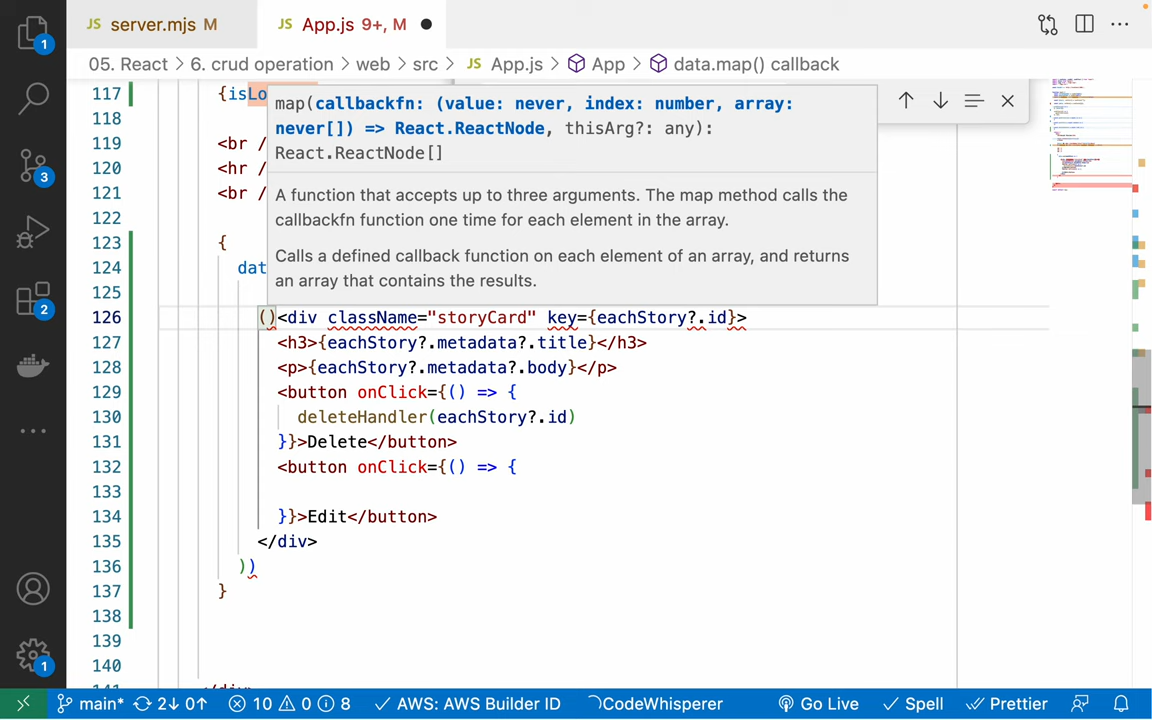 JS server.mjs M
JS App.js 9+, M
05. React > 6. crud operation > web > src > JS App.js > App > data.map() callback
117 {isLo
118
119 <br /
120 <hr /
121 <br /
122
123 {
124 dat
125
126 ()<div className="storyCard" key={eachStory?.id}>
127 <h3>{eachStory?.metadata?.title}</h3>
128 <p>{eachStory?.metadata?.body}</p>
129 <button onClick={() => {
130 deleteHandler(eachStory?.id)
131 }}>Delete</button>
132 <button onClick={() => {
133
134 }}>Edit</button>
135 </div>
136 ))
137 }
138
139
140
map(callbackfn: (value: never, index: number, array:
never[]) => React.ReactNode, thisArg?: any):
React.ReactNode[]
A function that accepts up to three arguments. The map method calls the
callbackfn function one time for each element in the array.
Calls a defined callback function on each element of an array, and returns
an array that contains the results.
1
3
2
1
main* 2↓ 0↑ 10 0 8 AWS: AWS Builder ID CodeWhisperer Go Live Spell Prettier